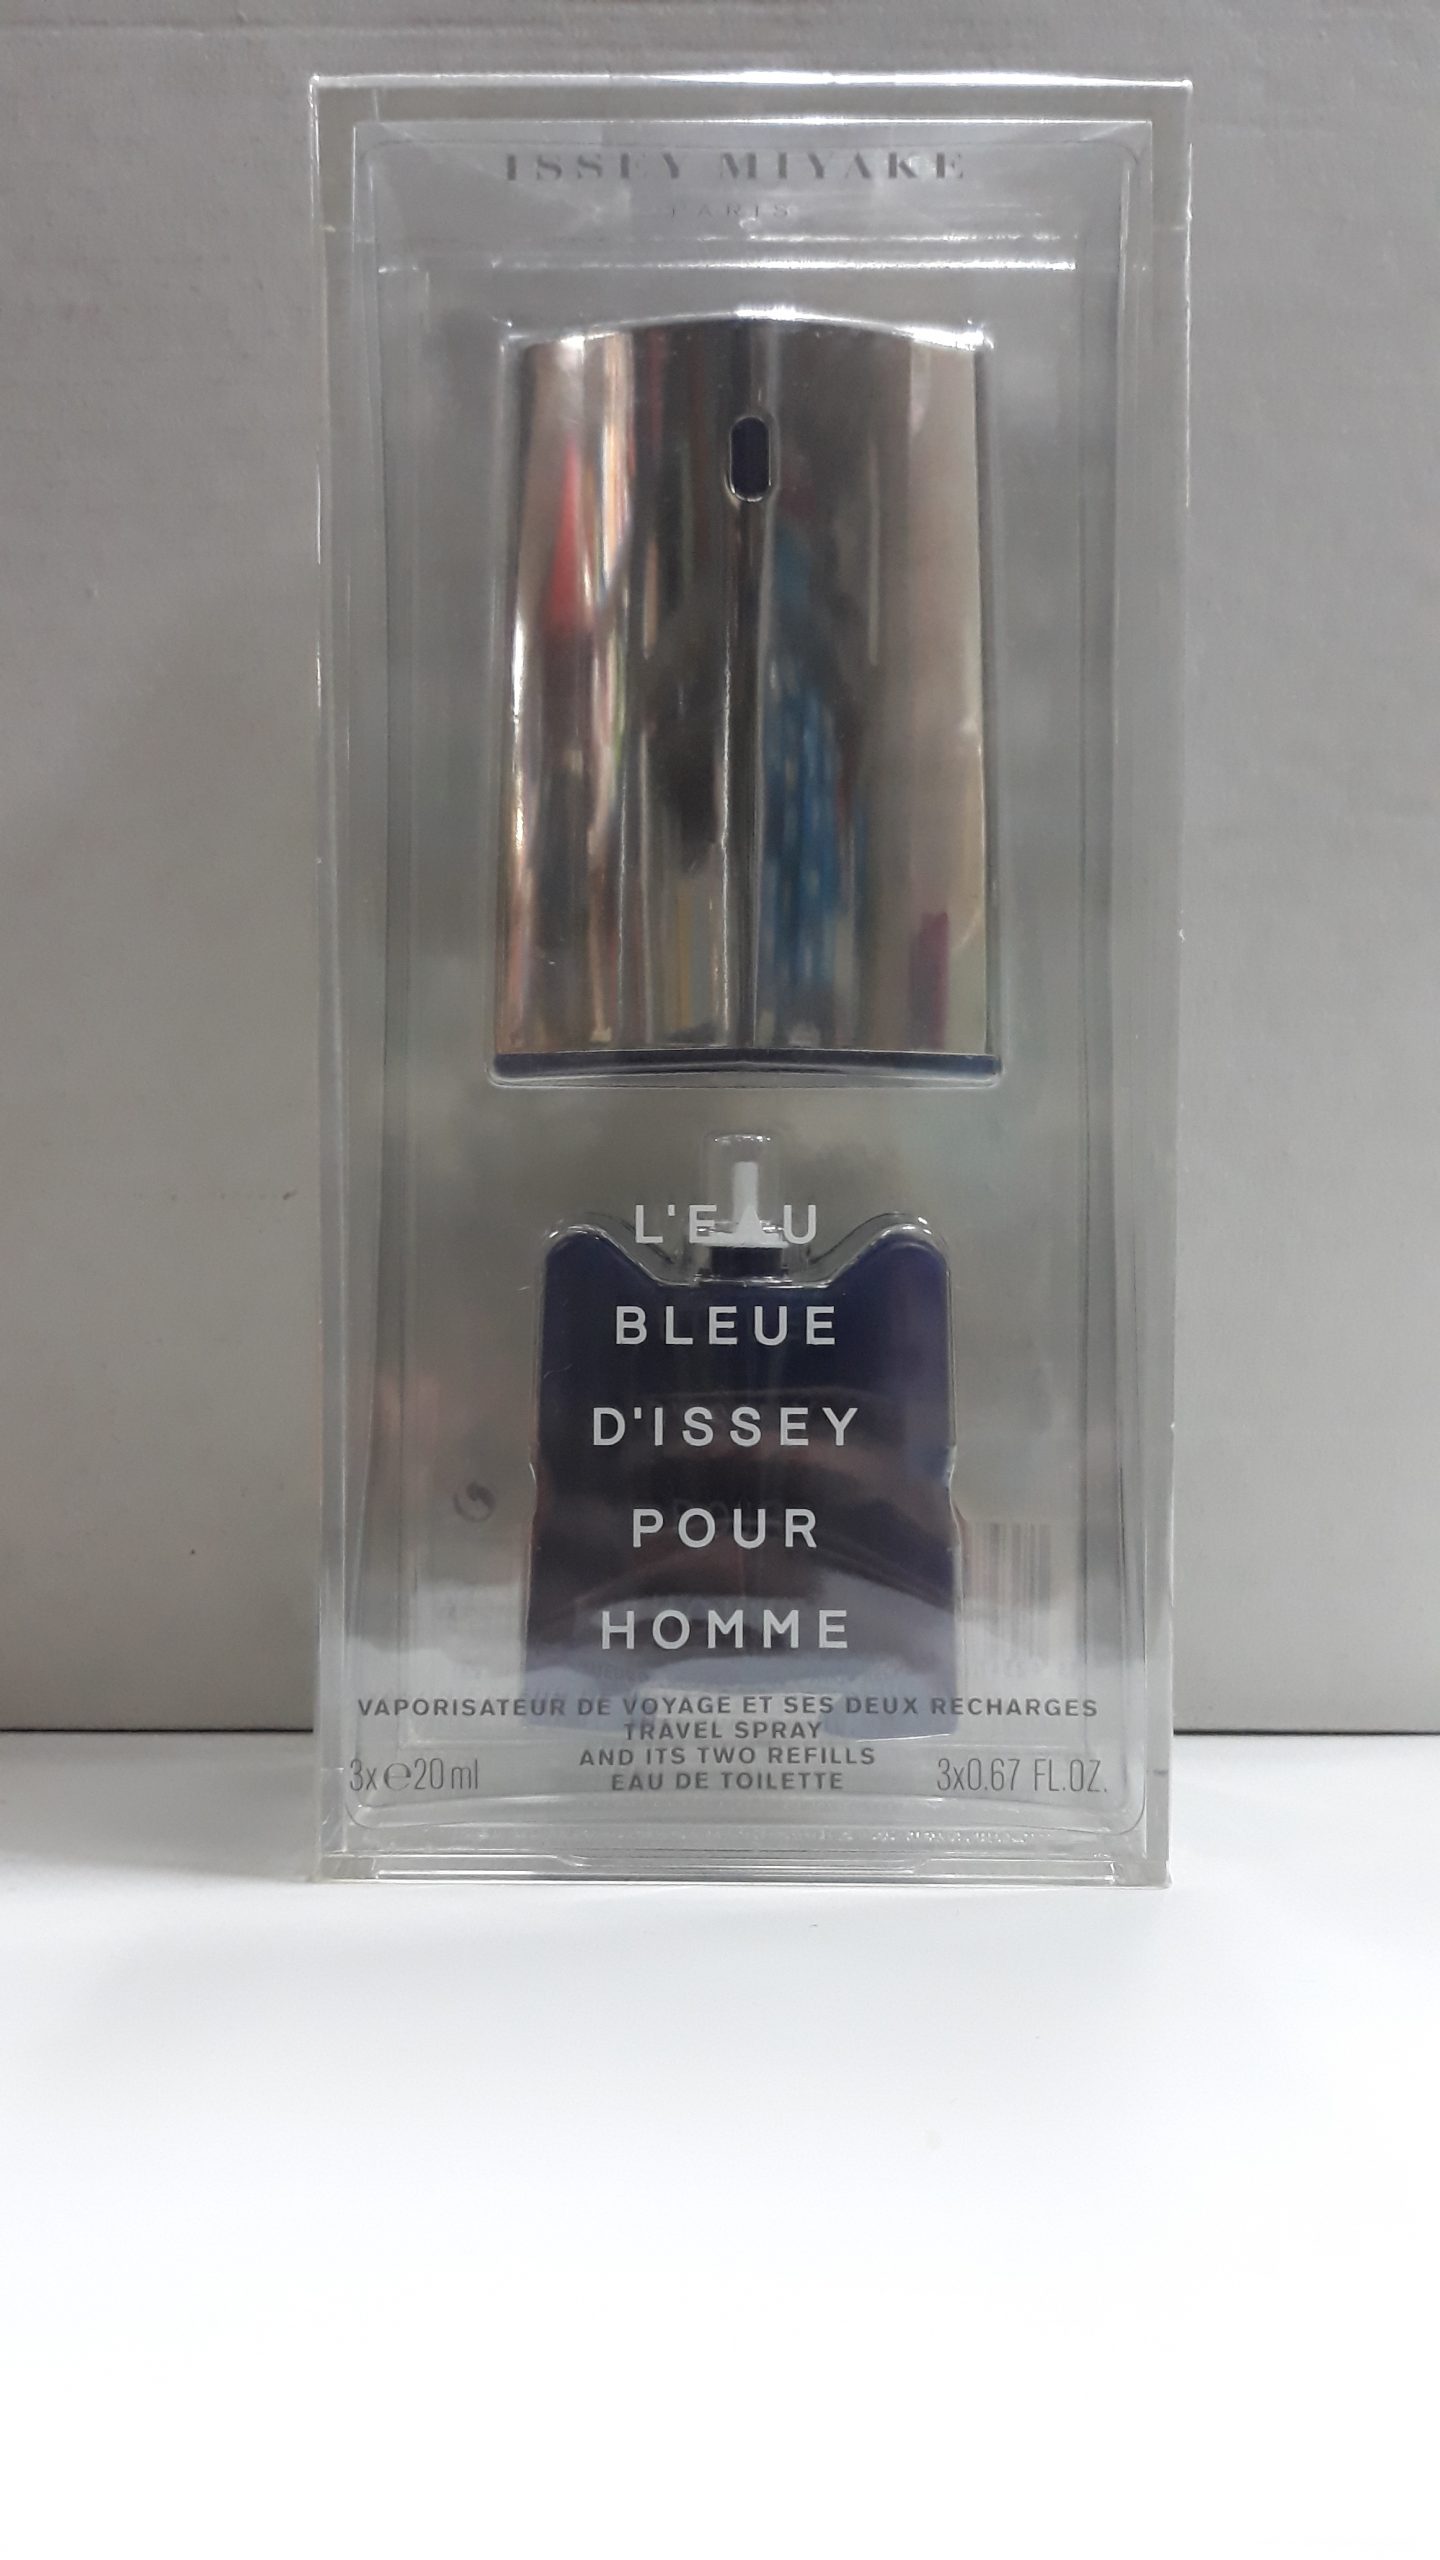 ISSEY MIYAKE
PARIS
L'EAU
BLEUE
D'ISSEY
POUR
HOMME
VAPORISATEUR DE VOYAGE ET SES DEUX RECHARGES
TRAVEL SPRAY
AND ITS TWO REFILLS
EAU DE TOILETTE
3x℮20ml
3x0.67 FL.OZ.